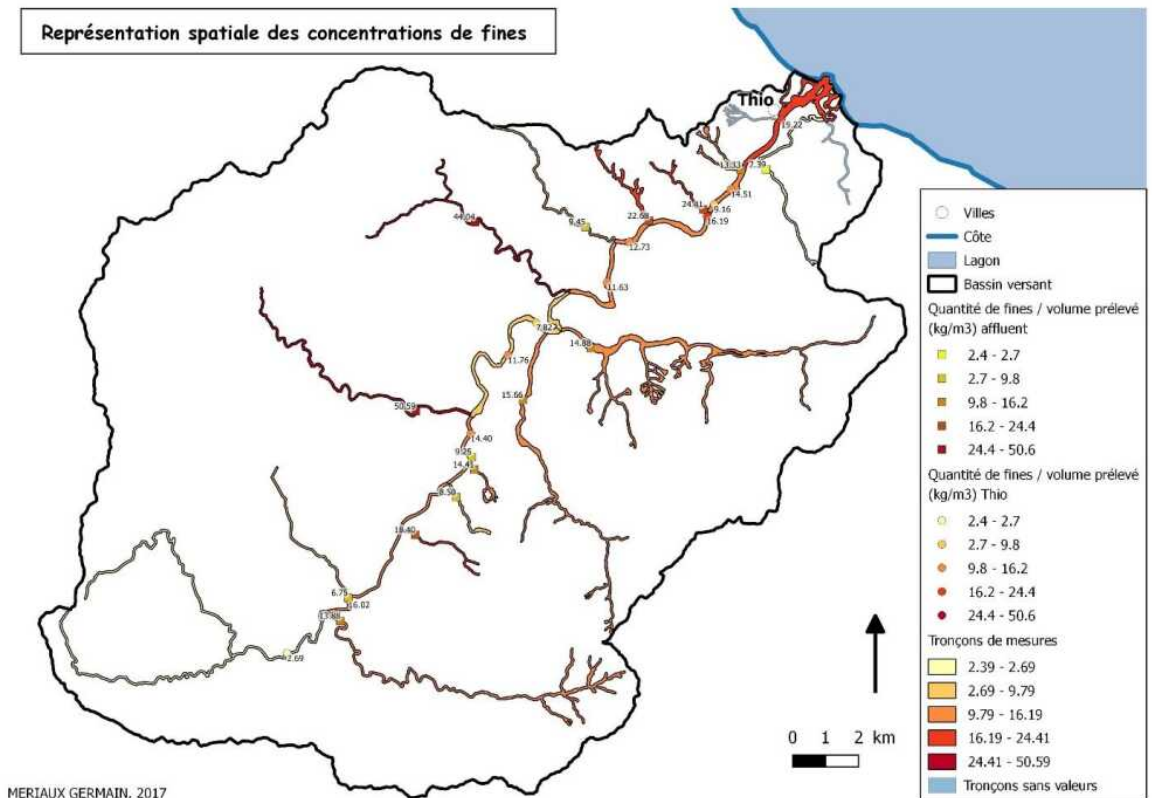 Représentation spatiale des concentrations de fines
Thio
19.22
13.33
2.39
14.51
24.41
9.16
16.19
22.68
12.73
9.45
44.04
11.63
7.82
14.88
11.76
15.66
50.59
14.40
9.25
14.41
8.58
18.40
6.75
16.02
2.69
0 1 2 km
Villes
Côte
Lagon
Bassin versant
Quantité de fines / volume prélevé
(kg/m3) affluent
2.4 - 2.7
2.7 - 9.8
9.8 - 16.2
16.2 - 24.4
24.4 - 50.6
Quantité de fines / volume prélevé
(kg/m3) Thio
2.4 - 2.7
2.7 - 9.8
9.8 - 16.2
16.2 - 24.4
24.4 - 50.6
Tronçons de mesures
2.39 - 2.69
2.69 - 9.79
9.79 - 16.19
16.19 - 24.41
24.41 - 50.59
Tronçons sans valeurs
MERIAUX GERMAIN, 2017